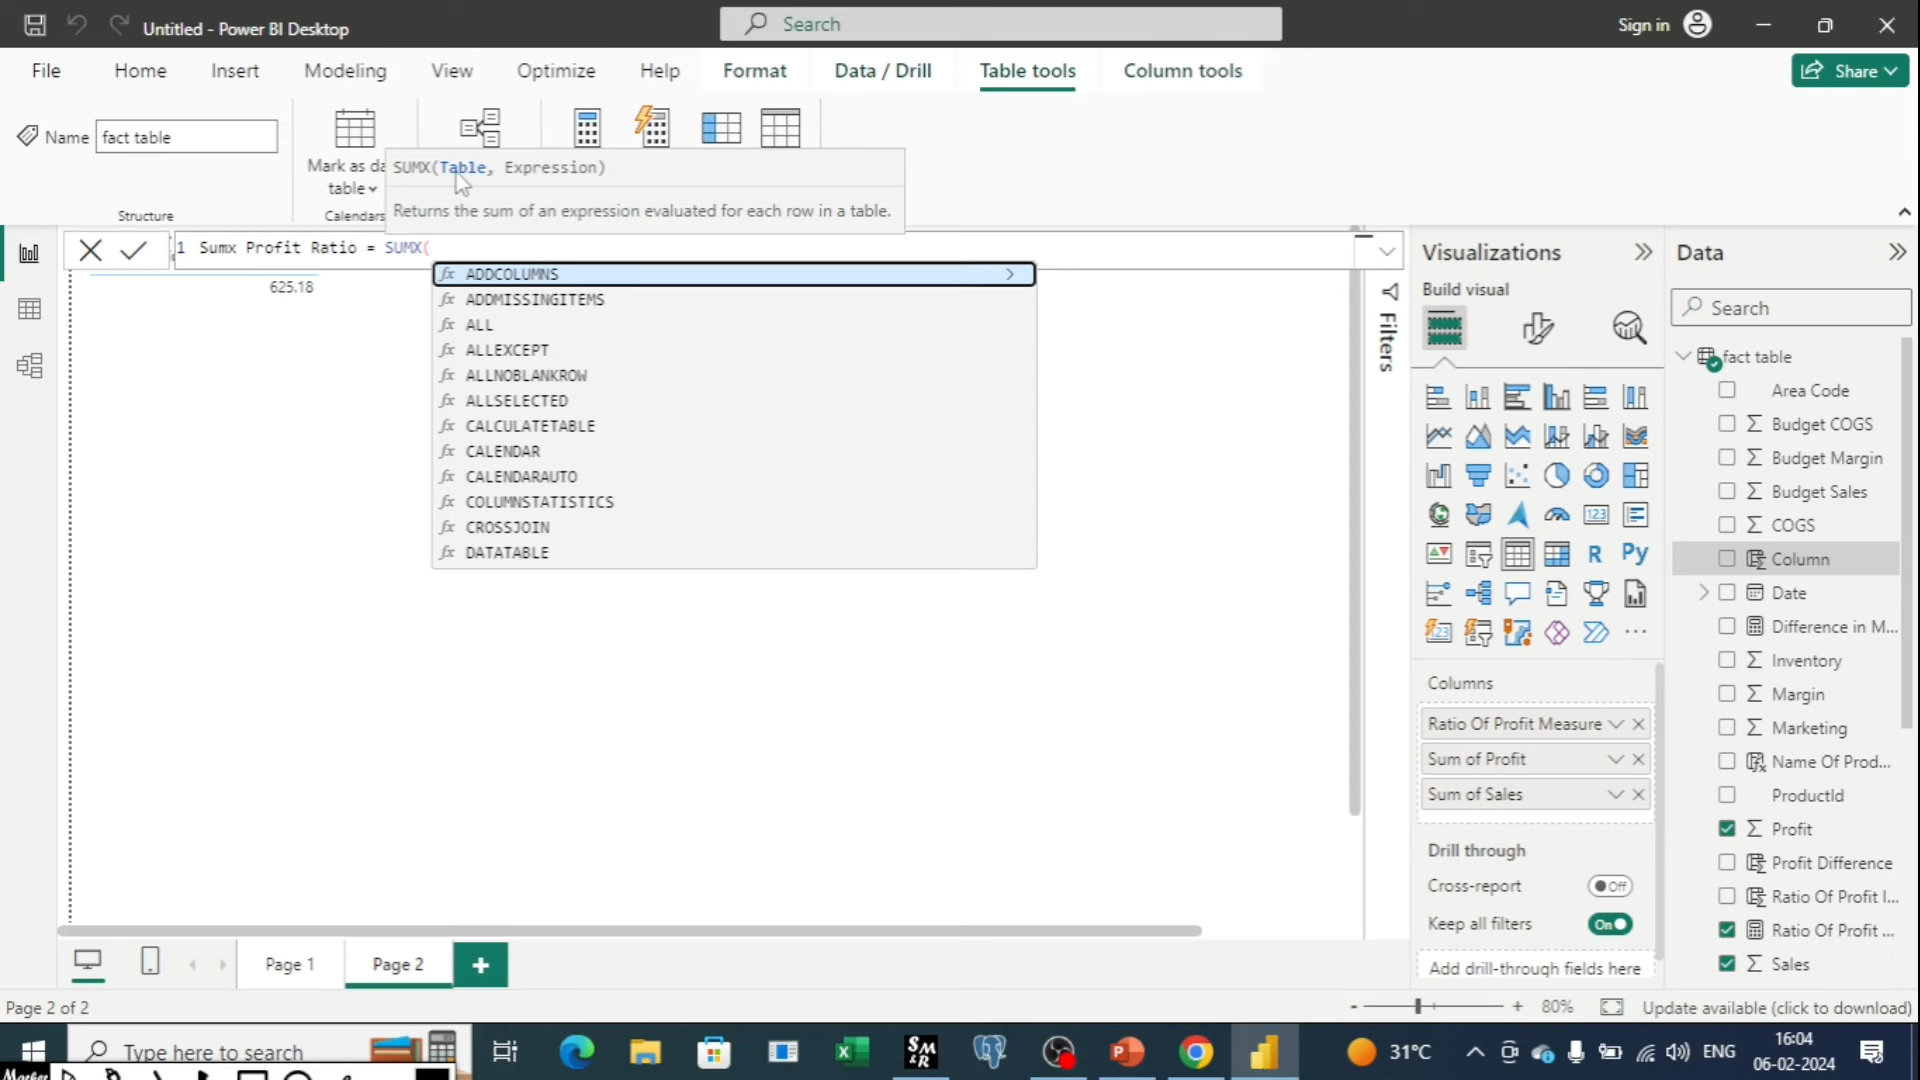 Untitled - Power BI Desktop
Search
Sign in
File
Home
Insert
Modeling
View
Optimize
Help
Format
Data / Drill
Table tools
Column tools
Share
Name
fact table
Mark as da
table
Structure
Calendars
SUMX(Table, Expression)
Returns the sum of an expression evaluated for each row in a table.
1 Sumx Profit Ratio = SUMX(
625.18
ADDCOLUMNS
ADDMISSINGITEMS
ALL
ALLEXCEPT
ALLNOBLANKROW
ALLSELECTED
CALCULATETABLE
CALENDAR
CALENDARAUTO
COLUMNSTATISTICS
CROSSJOIN
DATATABLE
Filters
Visualizations
Build visual
R
Py
123
Columns
Ratio Of Profit Measure
Sum of Profit
Sum of Sales
Drill through
Cross-report
Off
Keep all filters
On
Add drill-through fields here
Data
Search
fact table
Area Code
Budget COGS
Budget Margin
Budget Sales
COGS
Column
Date
Difference in M...
Inventory
Margin
Marketing
Name Of Prod...
ProductId
Profit
Profit Difference
Ratio Of Profit I...
Ratio Of Profit ...
Sales
Page 1
Page 2
Page 2 of 2
80%
Update available (click to download)
Type here to search
31°C
ENG
16:04
06-02-2024